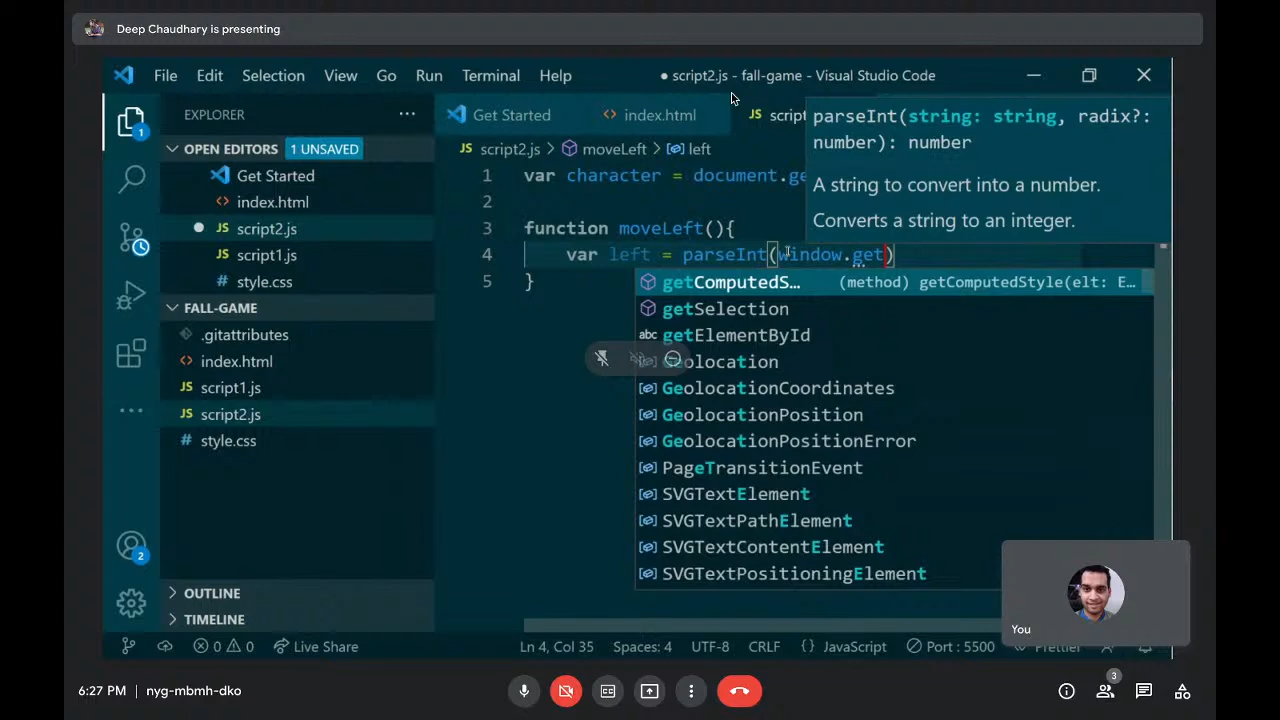 Deep Chaudhary is presenting
File Edit Selection View Go Run Terminal Help
● script2.js - fall-game - Visual Studio Code
EXPLORER
OPEN EDITORS 1 UNSAVED
Get Started
<> index.html
JS script2.js
JS script1.js
# style.css
FALL-GAME
.gitattributes
<> index.html
JS script1.js
JS script2.js
# style.css
OUTLINE
TIMELINE
1
2
Get Started <> index.html JS script
JS script2.js > moveLeft > left
1 var character = document.ge
2
3 function moveLeft(){
4 var left = parseInt(window.get)
5 }
parseInt(string: string, radix?:
number): number
A string to convert into a number.
Converts a string to an integer.
getComputedS… (method) getComputedStyle(elt: E…
getSelection
abc getElementById
Geolocation
GeolocationCoordinates
GeolocationPosition
GeolocationPositionError
PageTransitionEvent
SVGTextElement
SVGTextPathElement
SVGTextContentElement
SVGTextPositioningElement
You
0 0 Live Share Ln 4, Col 35 Spaces: 4 UTF-8 CRLF {} JavaScript Port : 5500 Prettier
6:27 PM | nyg-mbmh-dko
3